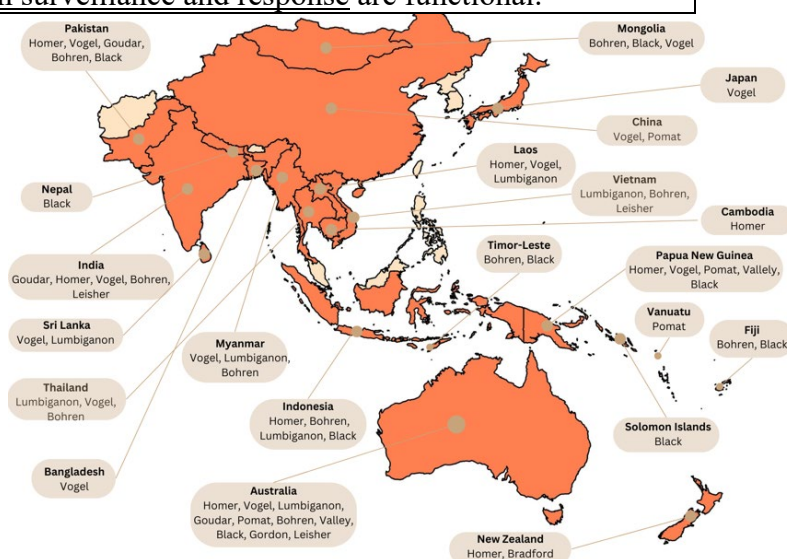 surveillance and response are functional.
Pakistan
Homer, Vogel, Goudar,
Bohren, Black
Mongolia
Bohren, Black, Vogel
Japan
Vogel
China
Vogel, Pomat
Laos
Homer, Vogel,
Lumbiganon
Vietnam
Lumbiganon, Bohren,
Leisher
Nepal
Black
Cambodia
Homer
Timor-Leste
Bohren, Black
Papua New Guinea
Homer, Vogel, Pomat, Vallely,
Black
India
Goudar, Homer, Vogel, Bohren,
Leisher
Vanuatu
Pomat
Fiji
Bohren, Black
Sri Lanka
Vogel, Lumbiganon
Myanmar
Vogel, Lumbiganon,
Bohren
Thailand
Lumbiganon, Vogel,
Bohren
Indonesia
Homer, Bohren,
Lumbiganon, Black
Solomon Islands
Black
Bangladesh
Vogel
Australia
Homer, Vogel, Lumbiganon,
Goudar, Pomat, Bohren, Valley,
Black, Gordon, Leisher
New Zealand
Homer, Bradford